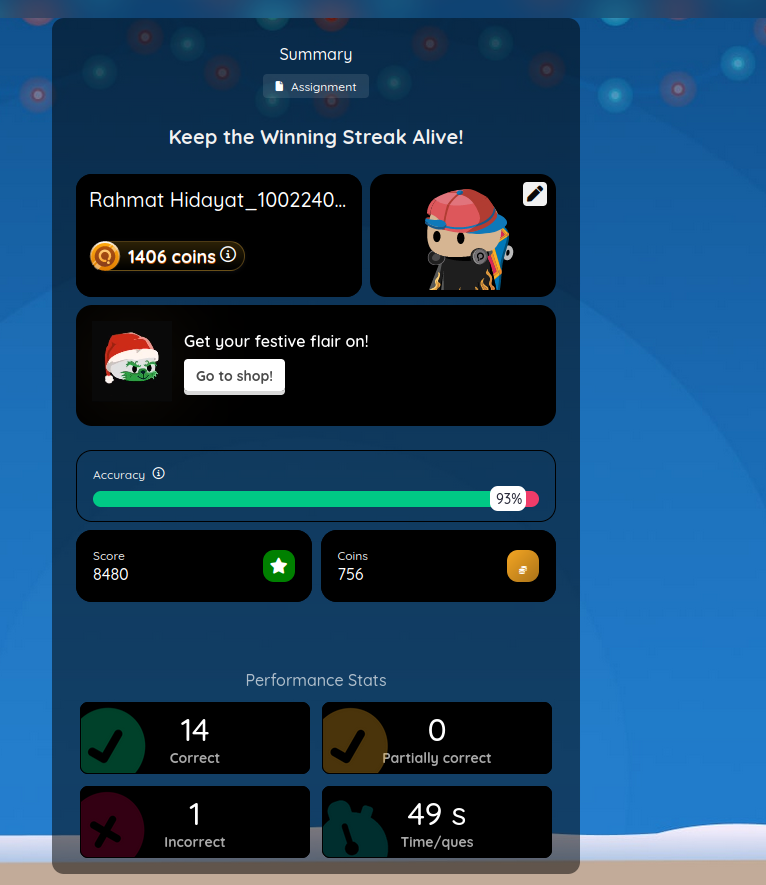 Summary
Assignment
Keep the Winning Streak Alive!
Rahmat Hidayat_1002240...
1406 coins
Get your festive flair on!
Go to shop!
Accuracy
93%
Score
8480
Coins
756
Performance Stats
14
Correct
0
Partially correct
1
Incorrect
49 s
Time/ques